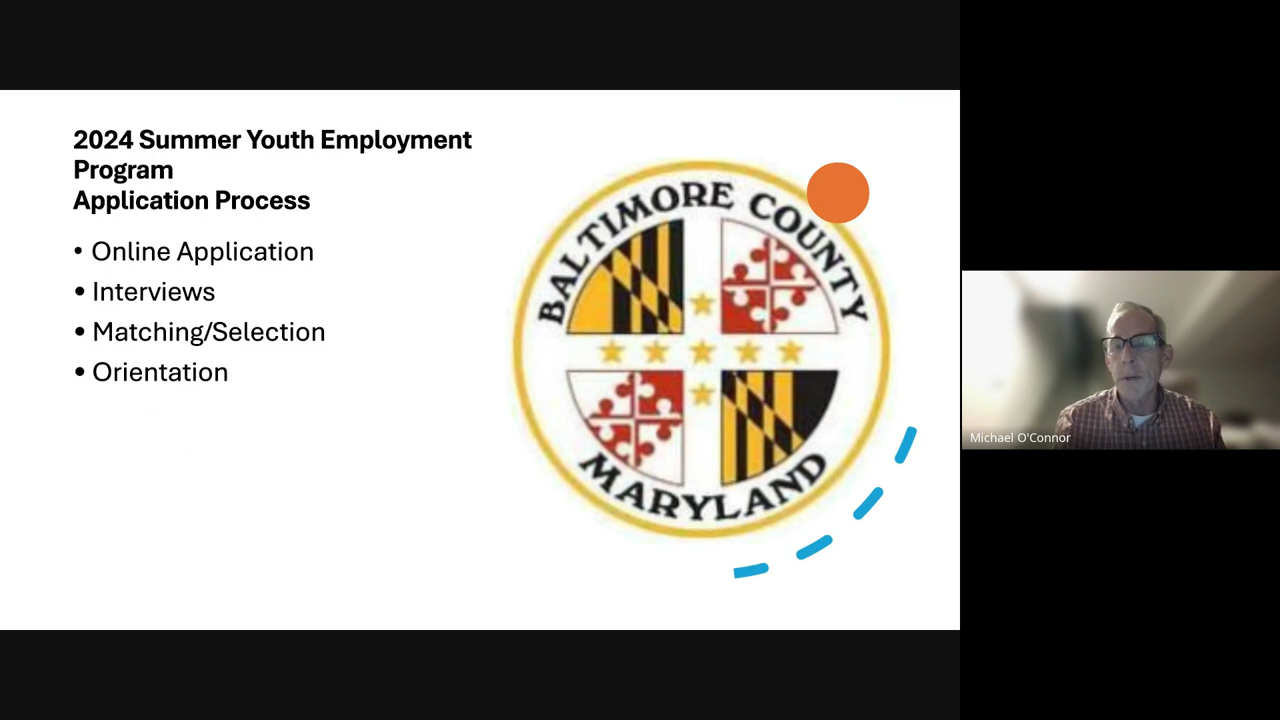 2024 Summer Youth Employment
Program
Application Process
• Online Application
• Interviews
• Matching/Selection
• Orientation
BALTIMORE COUNTY
MARYLAND
Michael O'Connor